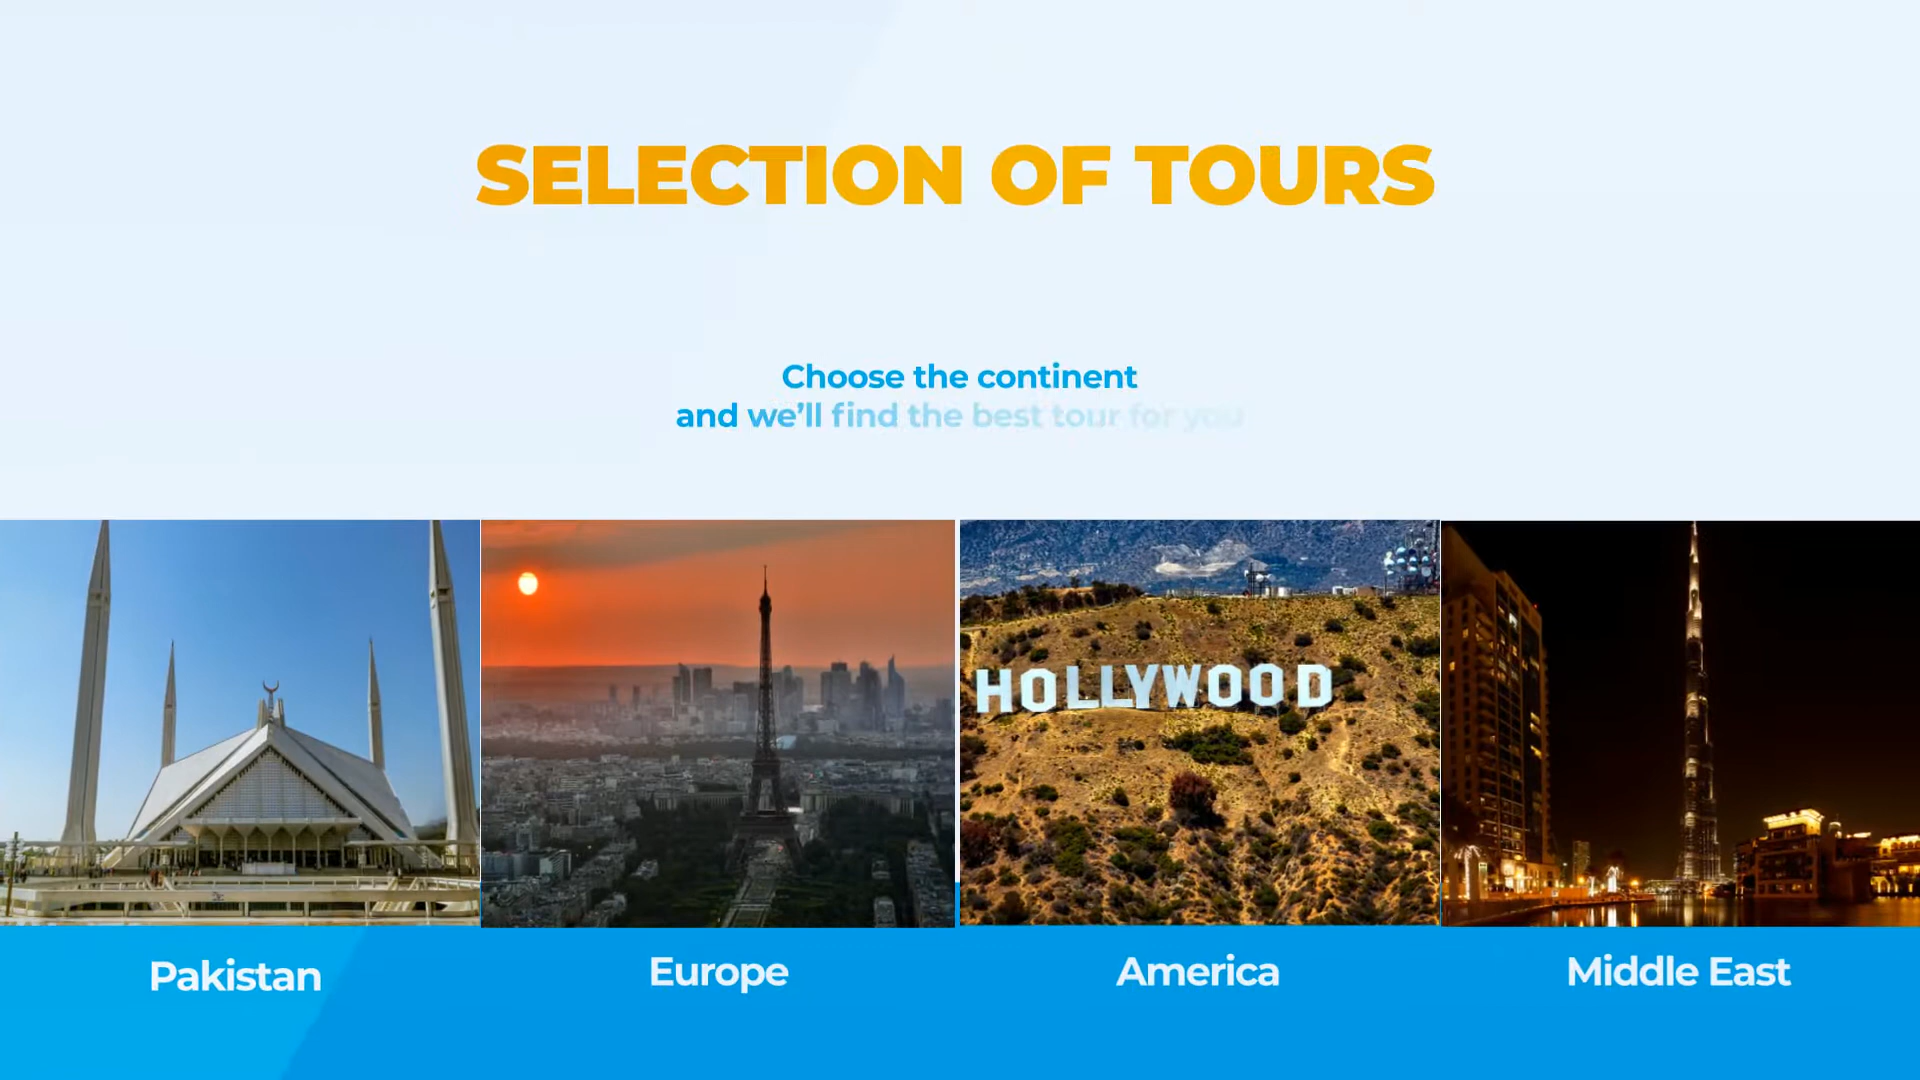 SELECTION OF TOURS
Choose the continent
and we'll find the best tour for you
HOLLYWOOD
Pakistan
Europe
America
Middle East